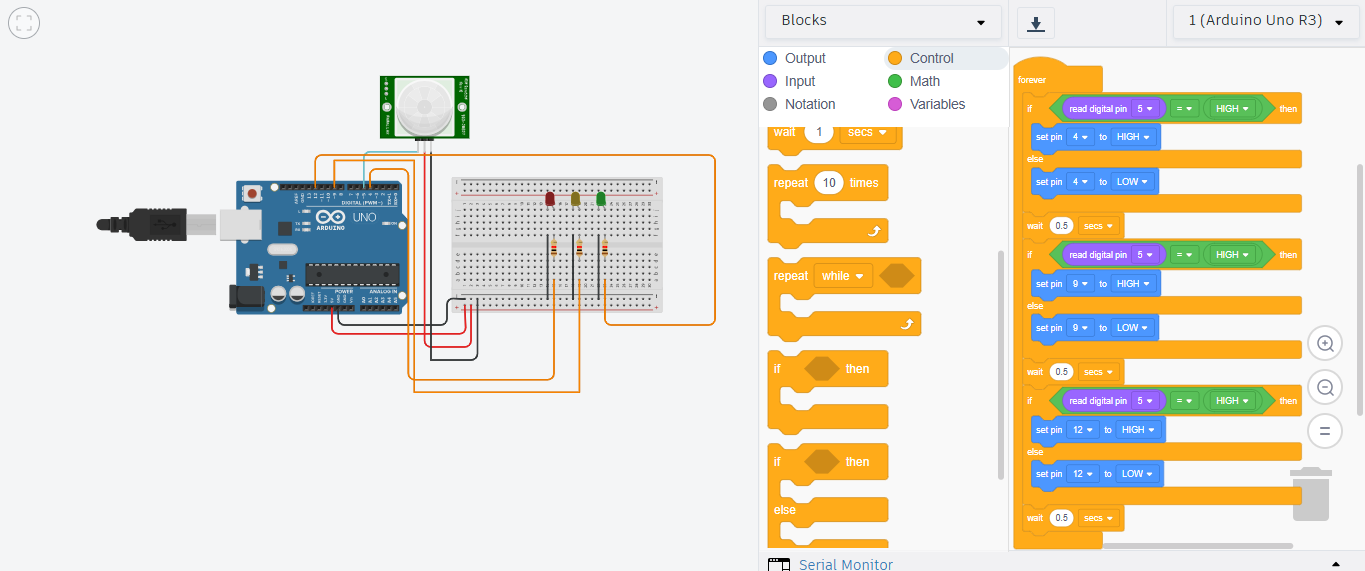 Blocks
1 (Arduino Uno R3)
Output
Control
Input
Math
Notation
Variables
wait 1 secs
repeat 10 times
repeat while
if then
if then
else
forever
if read digital pin 5 = HIGH then
set pin 4 to HIGH
else
set pin 4 to LOW
wait 0.5 secs
if read digital pin 5 = HIGH then
set pin 9 to HIGH
else
set pin 9 to LOW
wait 0.5 secs
if read digital pin 5 = HIGH then
set pin 12 to HIGH
else
set pin 12 to LOW
wait 0.5 secs
DIGITAL (PWM~)
UNO
ARDUINO
POWER
ANALOG IN
Serial Monitor